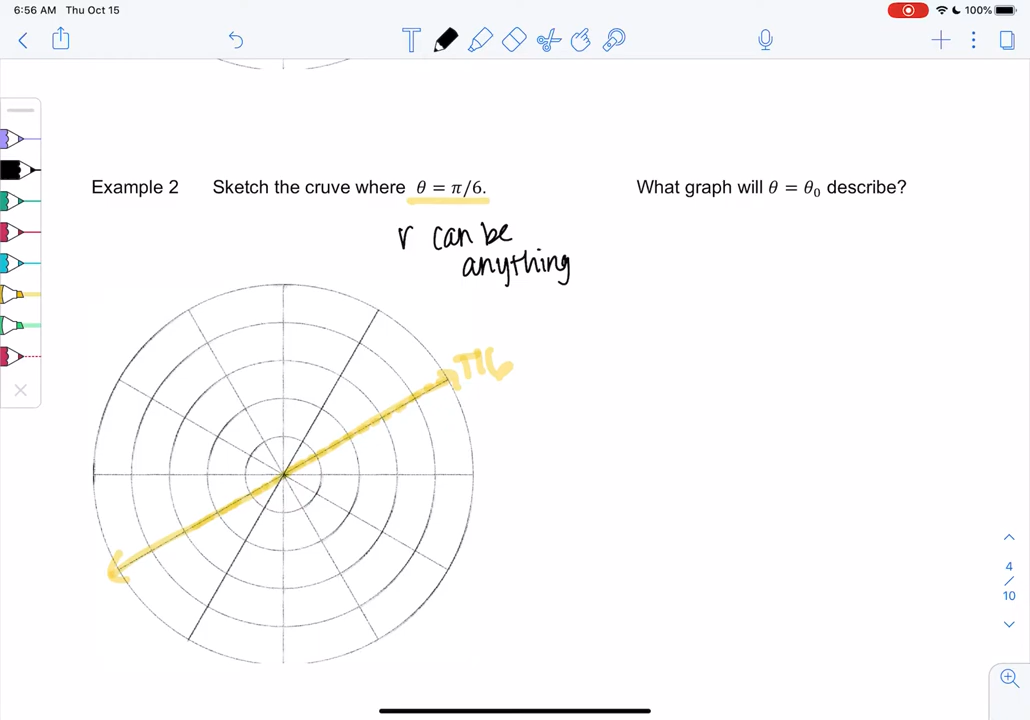 6:56 AM Thu Oct 15
100%
T
Example 2 Sketch the cruve where θ = π/6.
What graph will θ = θ₀ describe?
r can be
anything
π/6
4
/
10